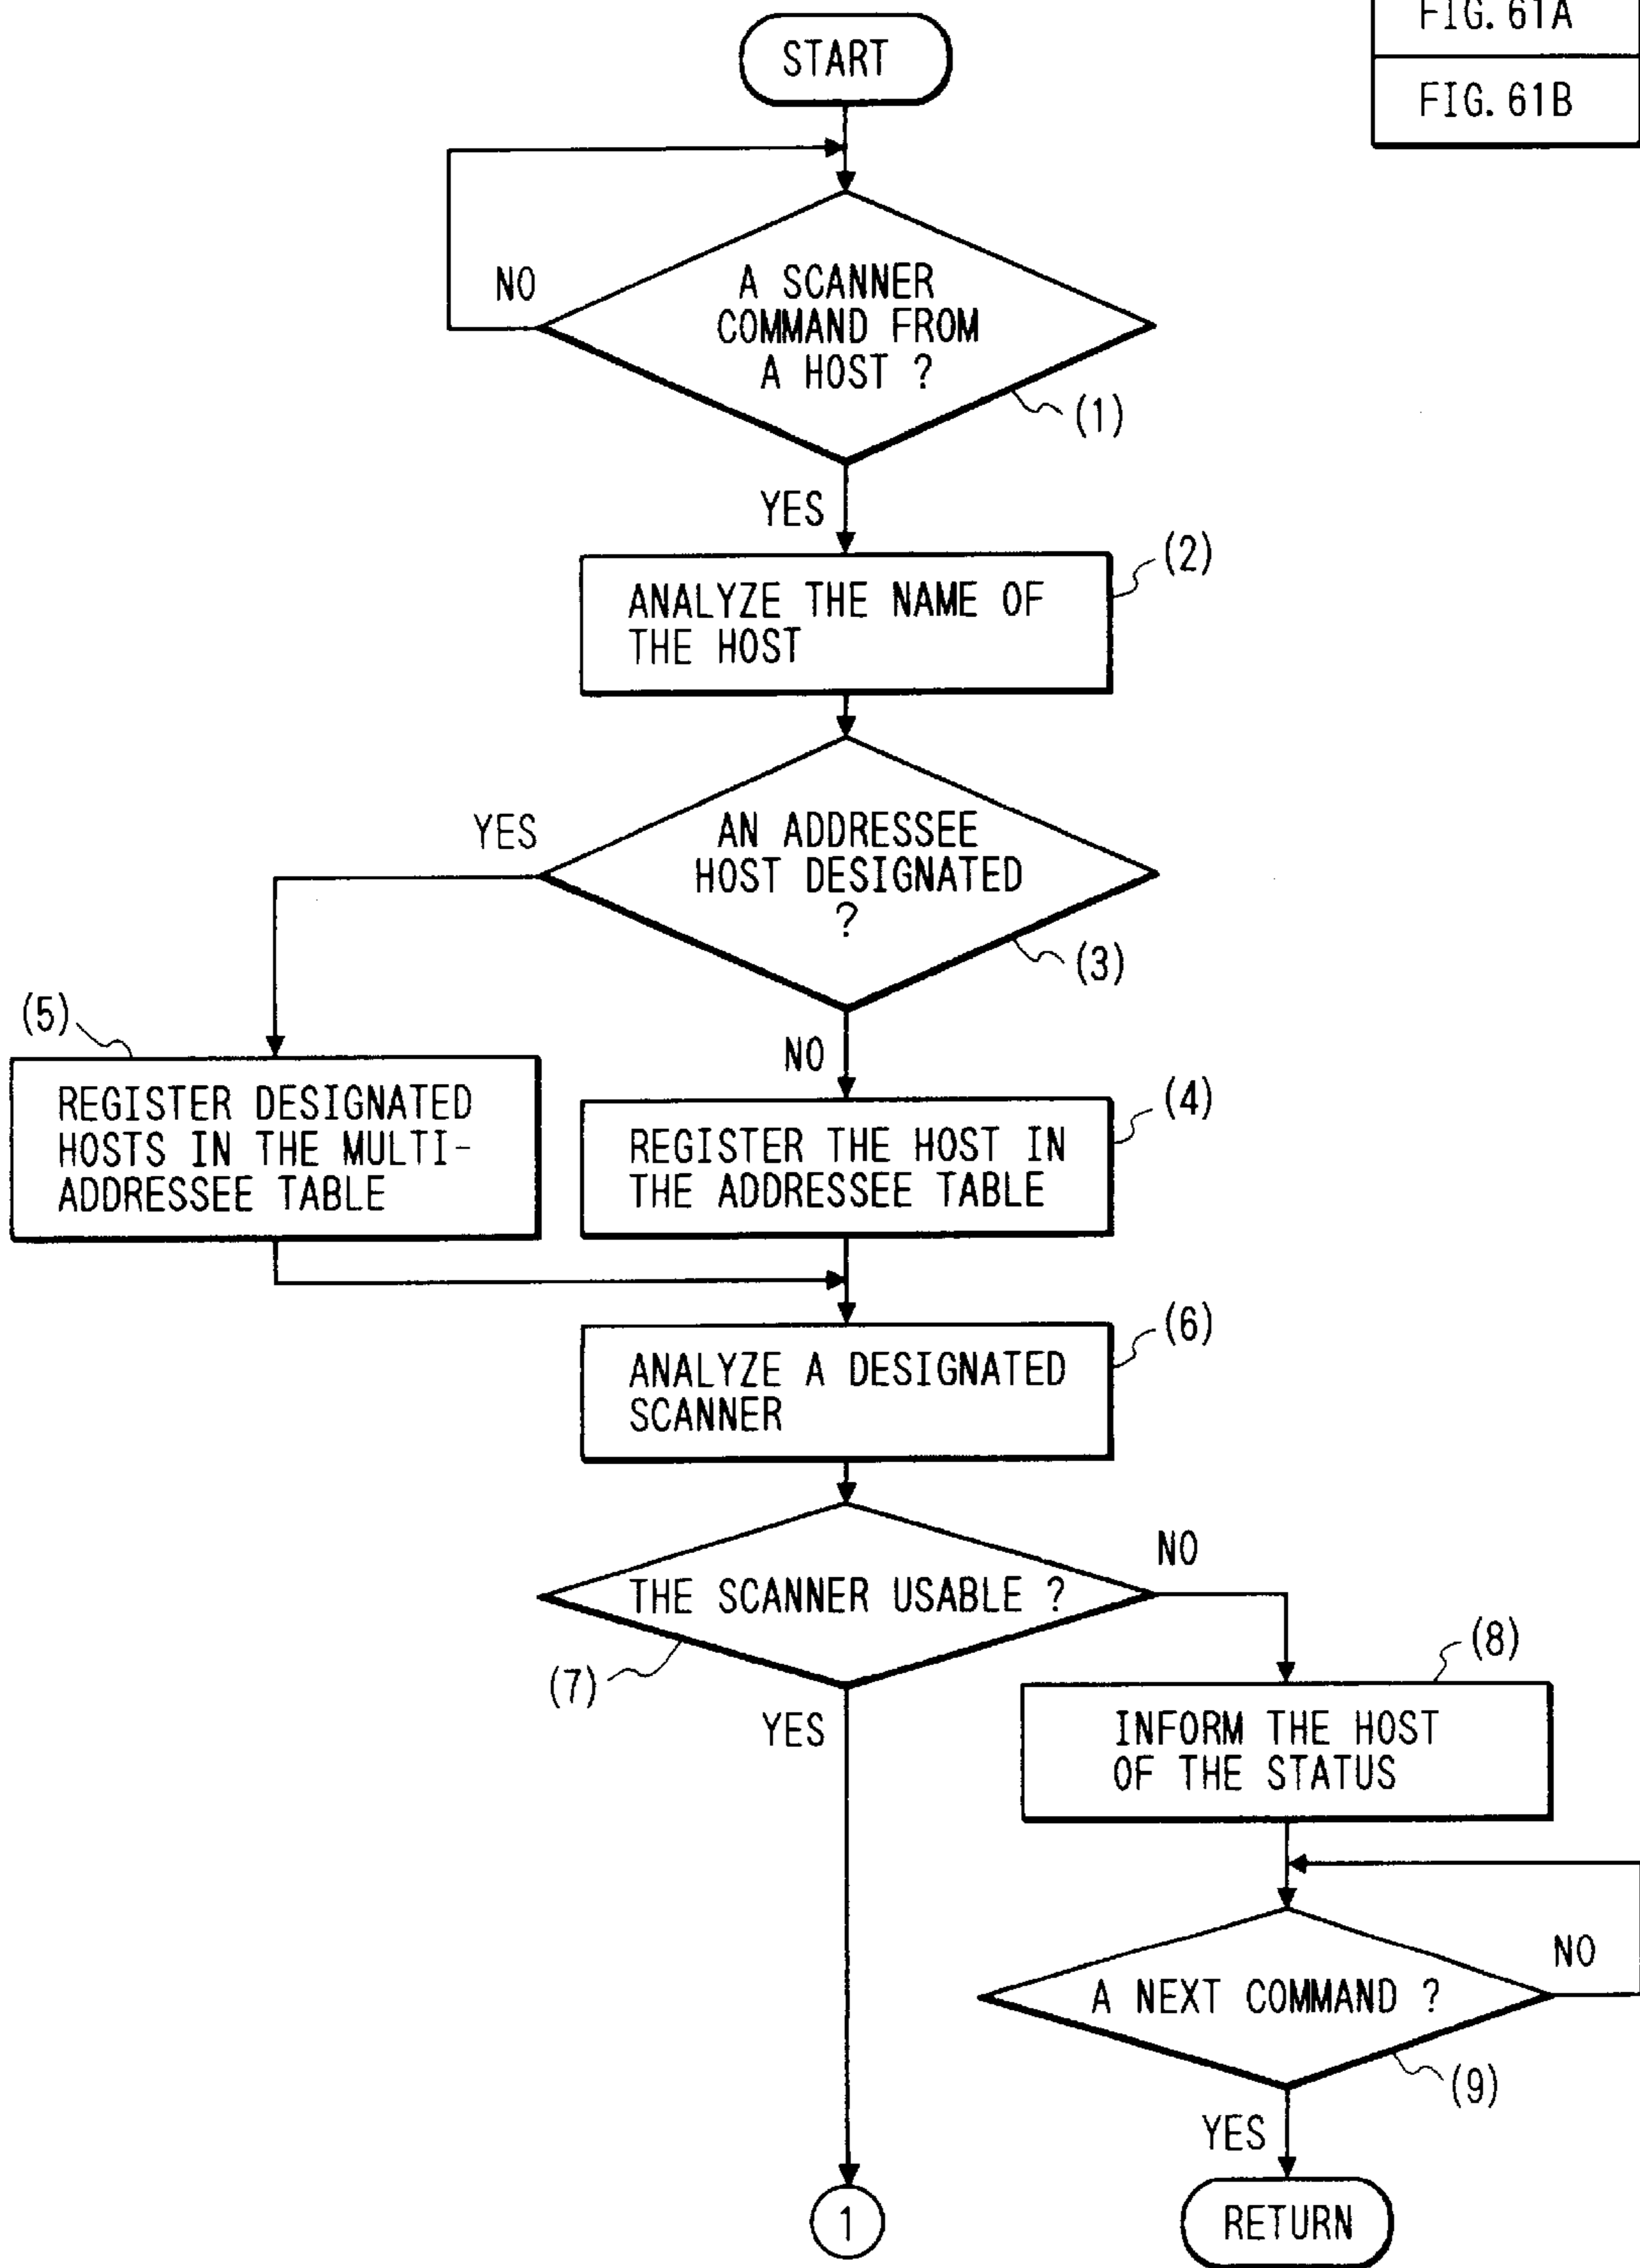 FIG. 61A
FIG. 61B
START
NO
A SCANNER
COMMAND FROM
A HOST ?
(1)
YES
(2)
ANALYZE THE NAME OF
THE HOST
YES
AN ADDRESSEE
HOST DESIGNATED
?
(3)
(5)
NO
REGISTER DESIGNATED
HOSTS IN THE MULTI-
ADDRESSEE TABLE
(4)
REGISTER THE HOST IN
THE ADDRESSEE TABLE
(6)
ANALYZE A DESIGNATED
SCANNER
NO
THE SCANNER USABLE ?
(7)
YES
(8)
INFORM THE HOST
OF THE STATUS
NO
A NEXT COMMAND ?
(9)
YES
1
RETURN